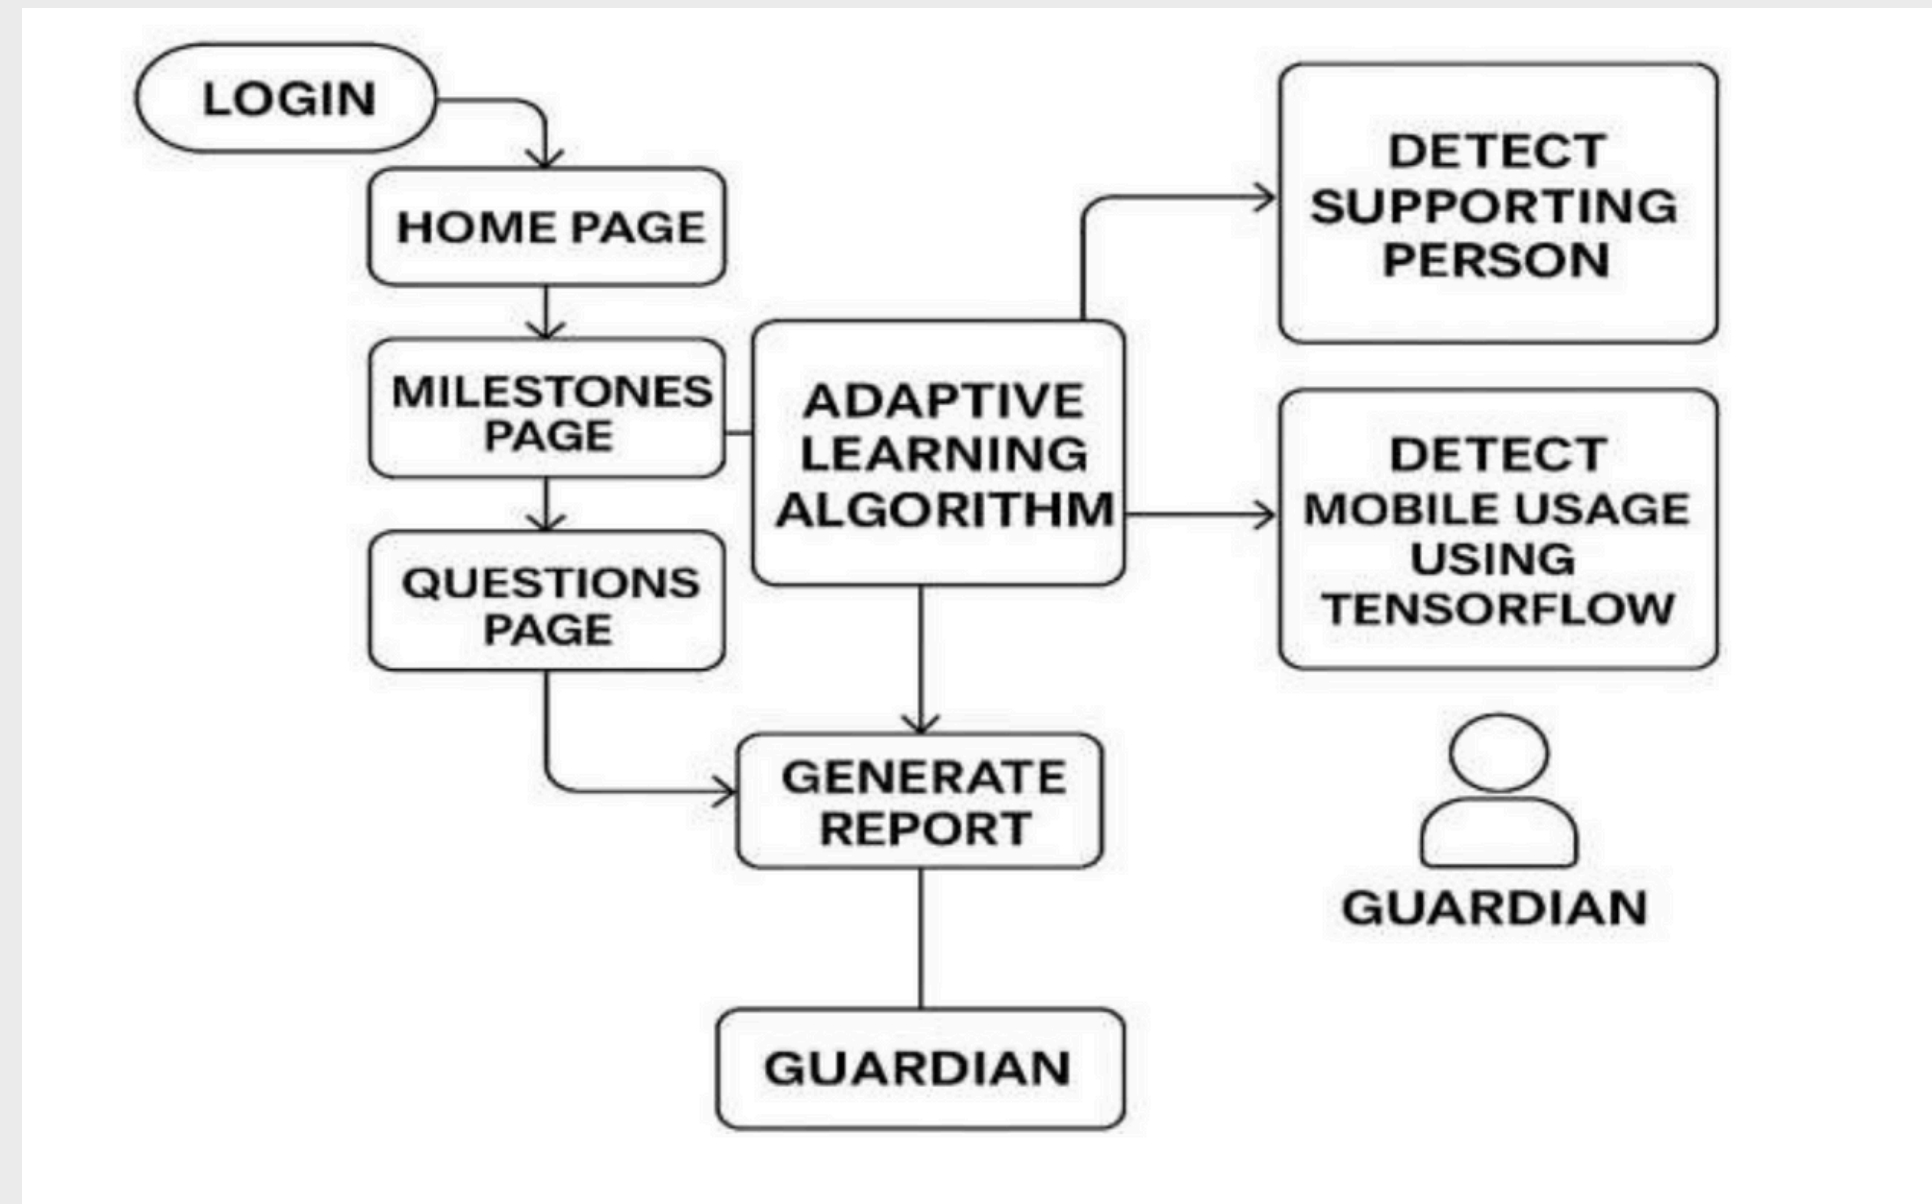 LOGIN
HOME PAGE
MILESTONES
PAGE
QUESTIONS
PAGE
ADAPTIVE
LEARNING
ALGORITHM
GENERATE
REPORT
GUARDIAN
DETECT
SUPPORTING
PERSON
DETECT
MOBILE USAGE
USING
TENSORFLOW
GUARDIAN